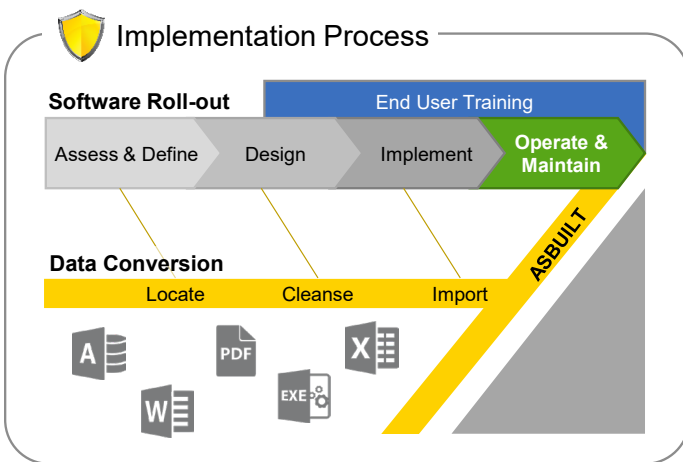 Implementation Process
Software Roll-out
End User Training
Assess & Define
Design
Implement
Operate &
Maintain
ASBUILT
Data Conversion
Locate
Cleanse
Import
A
PDF
X
W
EXE